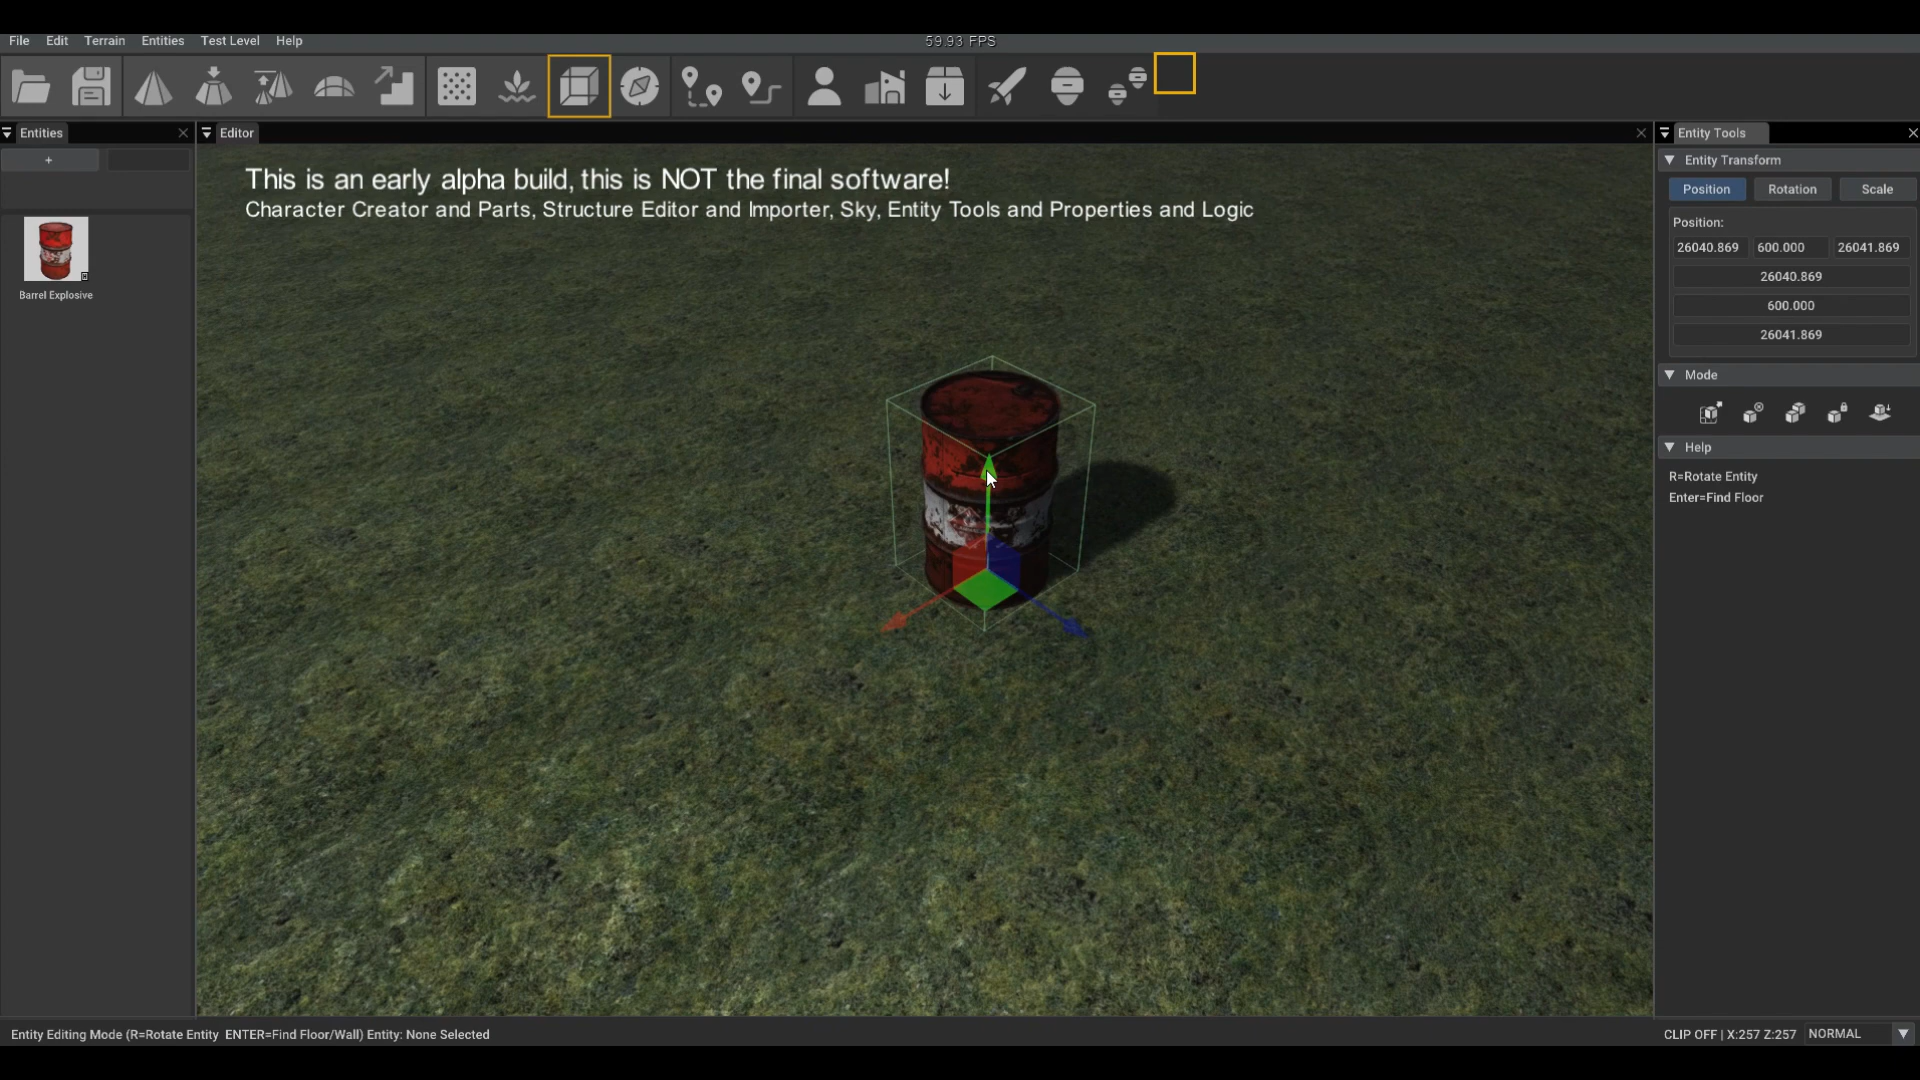 59.93 FPS
File Edit Terrain Entities Test Level Help
Entities
Editor
Entity Tools
+
Barrel Explosive
This is an early alpha build, this is NOT the final software!
Character Creator and Parts, Structure Editor and Importer, Sky, Entity Tools and Properties and Logic
Entity Transform
Position Rotation Scale
Position:
26040.869 600.000 26041.869
26040.869
600.000
26041.869
Mode
Help
R=Rotate Entity
Enter=Find Floor
Entity Editing Mode (R=Rotate Entity ENTER=Find Floor/Wall) Entity: None Selected
CLIP OFF | X:257 Z:257 NORMAL